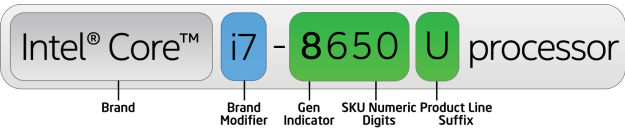 Intel® Core™ i7 - 8650 U processor
Brand Brand Gen SKU Numeric Product Line
Modifier Indicator Digits Suffix